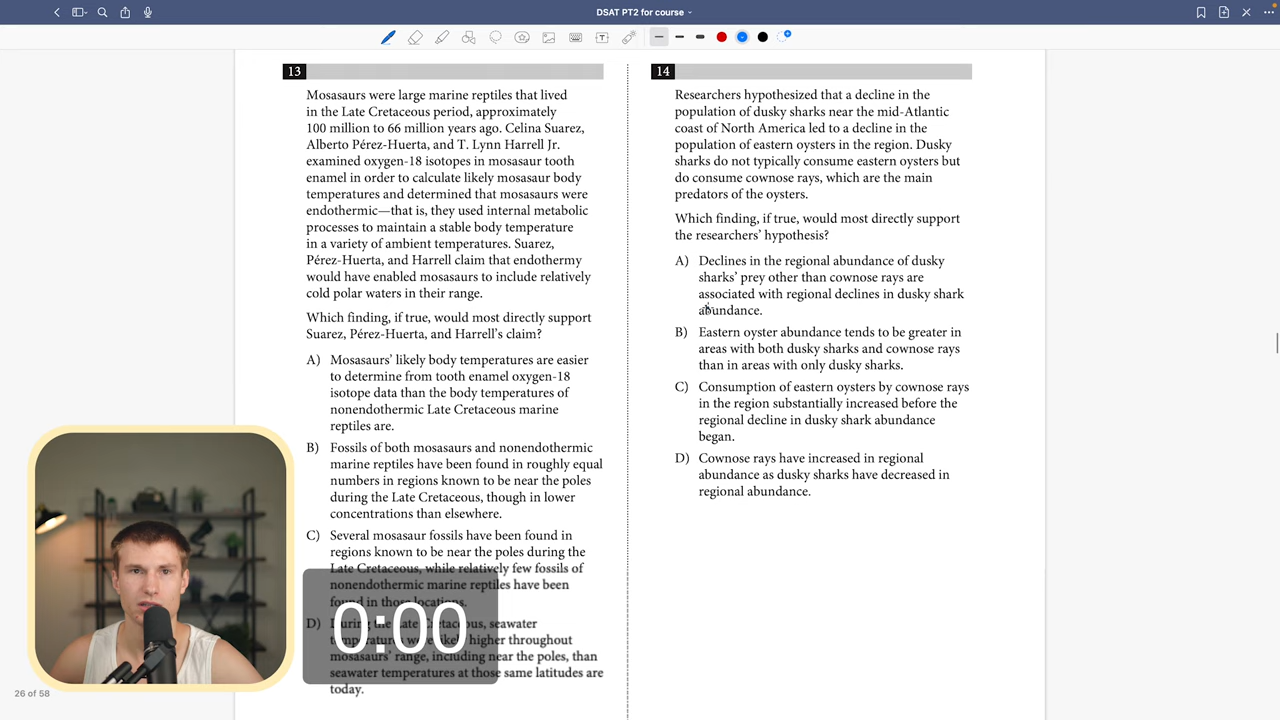 DSAT PT2 for course
13
Mosasaurs were large marine reptiles that lived
in the Late Cretaceous period, approximately
100 million to 66 million years ago. Celina Suarez,
Alberto Pérez-Huerta, and T. Lynn Harrell Jr.
examined oxygen-18 isotopes in mosasaur tooth
enamel in order to calculate likely mosasaur body
temperatures and determined that mosasaurs were
endothermic—that is, they used internal metabolic
processes to maintain a stable body temperature
in a variety of ambient temperatures. Suarez,
Pérez-Huerta, and Harrell claim that endothermy
would have enabled mosasaurs to include relatively
cold polar waters in their range.
Which finding, if true, would most directly support
Suarez, Pérez-Huerta, and Harrell's claim?
A) Mosasaurs' likely body temperatures are easier
to determine from tooth enamel oxygen-18
isotope data than the body temperatures of
nonendothermic Late Cretaceous marine
reptiles are.
B) Fossils of both mosasaurs and nonendothermic
marine reptiles have been found in roughly equal
numbers in regions known to be near the poles
during the Late Cretaceous, though in lower
concentrations than elsewhere.
C) Several mosasaur fossils have been found in
regions known to be near the poles during the
Late Cretaceous, while relatively few fossils of
nonendothermic marine reptiles have been
found in those locations.
D) During the Late Cretaceous, seawater
temperatures were likely higher throughout
mosasaurs' range, including near the poles, than
seawater temperatures at those same latitudes are
today.
14
Researchers hypothesized that a decline in the
population of dusky sharks near the mid-Atlantic
coast of North America led to a decline in the
population of eastern oysters in the region. Dusky
sharks do not typically consume eastern oysters but
do consume cownose rays, which are the main
predators of the oysters.
Which finding, if true, would most directly support
the researchers' hypothesis?
A) Declines in the regional abundance of dusky
sharks' prey other than cownose rays are
associated with regional declines in dusky shark
abundance.
B) Eastern oyster abundance tends to be greater in
areas with both dusky sharks and cownose rays
than in areas with only dusky sharks.
C) Consumption of eastern oysters by cownose rays
in the region substantially increased before the
regional decline in dusky shark abundance
began.
D) Cownose rays have increased in regional
abundance as dusky sharks have decreased in
regional abundance.
0:00
26 of 58